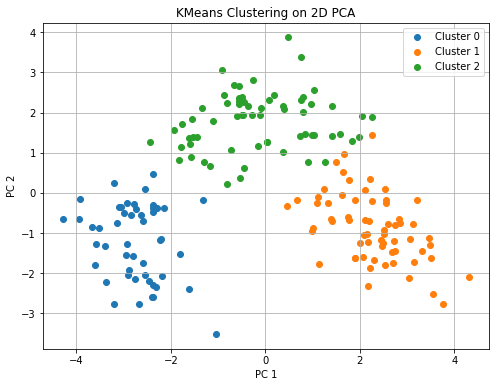 KMeans Clustering on 2D PCA
Cluster 0
Cluster 1
Cluster 2
4
3
2
1
0
−1
−2
−3
PC 2
−4
−2
0
2
4
PC 1